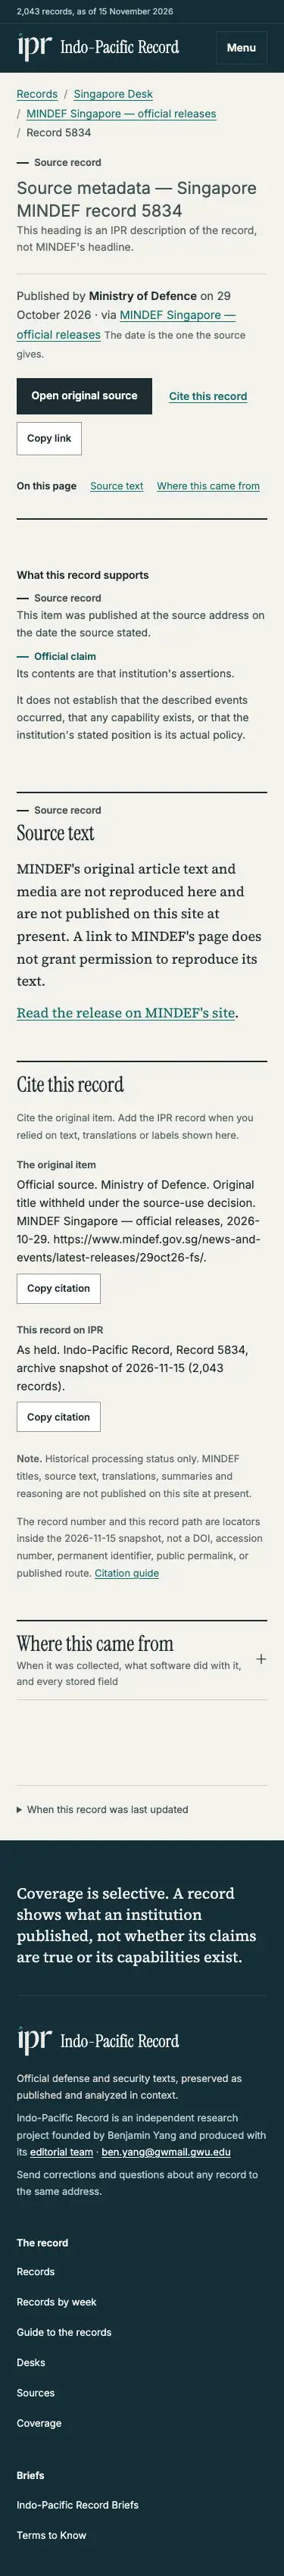 2,043 records, as of 15 November 2026
ipr Indo-Pacific Record
Menu
Records / Singapore Desk
/ MINDEF Singapore — official releases
/ Record 5834
Source record
Source metadata — Singapore
MINDEF record 5834
This heading is an IPR description of the record,
not MINDEF's headline.
Published by Ministry of Defence on 29
October 2026 · via MINDEF Singapore —
official releases The date is the one the source
gives.
Open original source
Cite this record
Copy link
On this page Source text Where this came from
What this record supports
Source record
This item was published at the source address on
the date the source stated.
Official claim
Its contents are that institution's assertions.
It does not establish that the described events
occurred, that any capability exists, or that the
institution's stated position is its actual policy.
Source record
Source text
MINDEF's original article text and
media are not reproduced here and
are not published on this site at
present. A link to MINDEF's page does
not grant permission to reproduce its
text.
Read the release on MINDEF's site.
Cite this record
Cite the original item. Add the IPR record when you
relied on text, translations or labels shown here.
The original item
Official source. Ministry of Defence. Original
title withheld under the source-use decision.
MINDEF Singapore — official releases, 2026-
10-29. https://www.mindef.gov.sg/news-and-
events/latest-releases/29oct26-fs/.
Copy citation
This record on IPR
As held. Indo-Pacific Record, Record 5834,
archive snapshot of 2026-11-15 (2,043
records).
Copy citation
Note. Historical processing status only. MINDEF
titles, source text, translations, summaries and
reasoning are not published on this site at present.
The record number and this record path are locators
inside the 2026-11-15 snapshot, not a DOI, accession
number, permanent identifier, public permalink, or
published route. Citation guide
Where this came from
When it was collected, what software did with it,
and every stored field
When this record was last updated
Coverage is selective. A record
shows what an institution
published, not whether its claims
are true or its capabilities exist.
ipr Indo-Pacific Record
Official defense and security texts, preserved as
published and analyzed in context.
Indo-Pacific Record is an independent research
project founded by Benjamin Yang and produced with
its editorial team · ben.yang@gwmail.gwu.edu
Send corrections and questions about any record to
the same address.
The record
Records
Records by week
Guide to the records
Desks
Sources
Coverage
Briefs
Indo-Pacific Record Briefs
Terms to Know